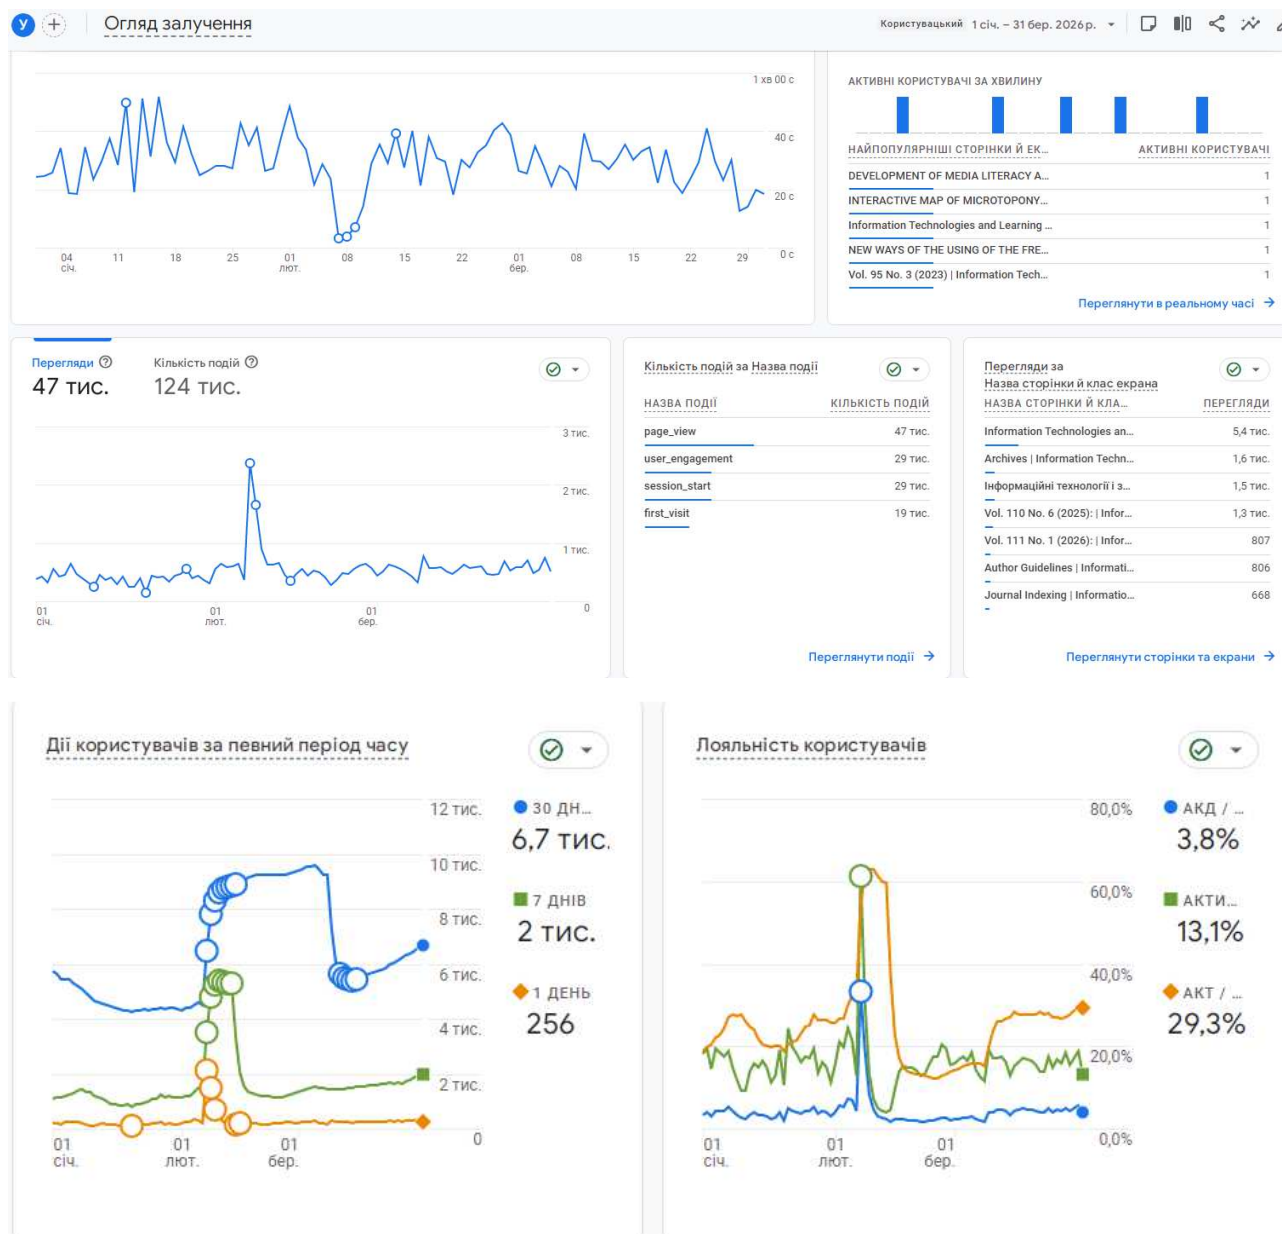 У
Огляд залучення
Користувацький 1 січ. – 31 бер. 2026 р.
1 хв 00 с
40 с
20 с
0 с
04 11 18 25 01 08 15 22 01 08 15 22 29
січ. лют. бер.
АКТИВНІ КОРИСТУВАЧІ ЗА ХВИЛИНУ
НАЙПОПУЛЯРНІШІ СТОРІНКИ Й ЕК... АКТИВНІ КОРИСТУВАЧІ
DEVELOPMENT OF MEDIA LITERACY A... 1
INTERACTIVE MAP OF MICROTOPONY... 1
Information Technologies and Learning ... 1
NEW WAYS OF THE USING OF THE FRE... 1
Vol. 95 No. 3 (2023) | Information Tech... 1
Переглянути в реальному часі
Перегляди Кількість подій
47 тис. 124 тис.
3 тис.
2 тис.
1 тис.
0
01 01 01
січ. лют. бер.
Кількість подій за Назва події
НАЗВА ПОДІЇ КІЛЬКІСТЬ ПОДІЙ
page_view 47 тис.
user_engagement 29 тис.
session_start 29 тис.
first_visit 19 тис.
Переглянути події
Перегляди за
Назва сторінки й клас екрана
НАЗВА СТОРІНКИ Й КЛА... ПЕРЕГЛЯДИ
Information Technologies an... 5,4 тис.
Archives | Information Techn... 1,6 тис.
Інформаційні технології і з... 1,5 тис.
Vol. 110 No. 6 (2025): | Infor... 1,3 тис.
Vol. 111 No. 1 (2026): | Infor... 807
Author Guidelines | Informati... 806
Journal Indexing | Informatio... 668
Переглянути сторінки та екрани
Дії користувачів за певний період часу
12 тис.
10 тис.
8 тис.
6 тис.
4 тис.
2 тис.
0
01 01 01
січ. лют. бер.
30 ДН...
6,7 тис.
7 ДНІВ
2 тис.
1 ДЕНЬ
256
Лояльність користувачів
80,0%
60,0%
40,0%
20,0%
0,0%
01 01 01
січ. лют. бер.
АКД / ...
3,8%
АКТИ...
13,1%
АКТ / ...
29,3%